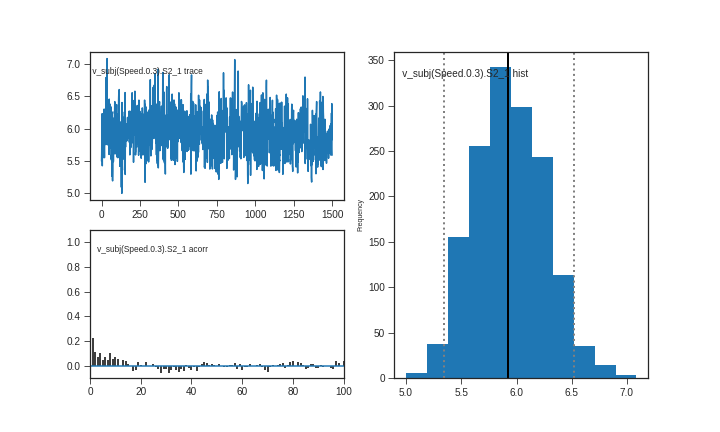 v_subj(Speed.0.3).S2_1 trace
7.0
6.5
6.0
5.5
5.0
0 250 500 750 1000 1250 1500
v_subj(Speed.0.3).S2_1 acorr
1.0
0.8
0.6
0.4
0.2
0.0
0 20 40 60 80 100
v_subj(Speed.0.3).S2_1 hist
Frequency
350
300
250
200
150
100
50
0
5.0 5.5 6.0 6.5 7.0